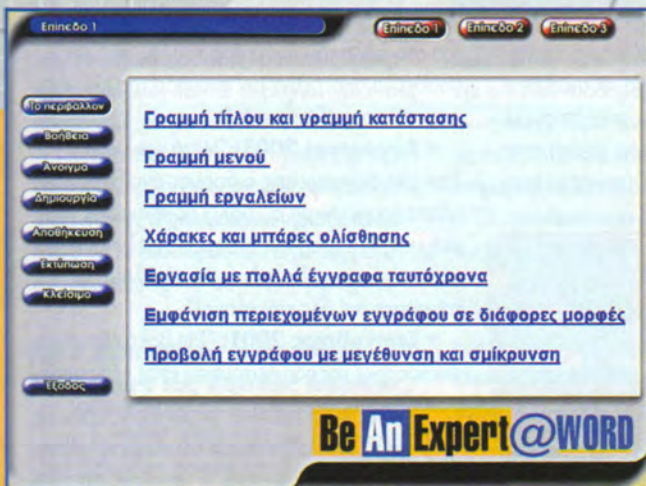 Επίπεδο 1
Επίπεδο 1 Επίπεδο 2 Επίπεδο 3
Το περιβάλλον
Βοήθεια
Άνοιγμα
Δημιουργία
Αποθήκευση
Εκτύπωση
Κλείσιμο
Έξοδος
Γραμμή τίτλου και γραμμή κατάστασης
Γραμμή μενού
Γραμμή εργαλείων
Χάρακες και μπάρες ολίσθησης
Εργασία με πολλά έγγραφα ταυτόχρονα
Εμφάνιση περιεχομένων εγγράφου σε διάφορες μορφές
Προβολή εγγράφου με μεγέθυνση και σμίκρυνση
Be An Expert@WORD